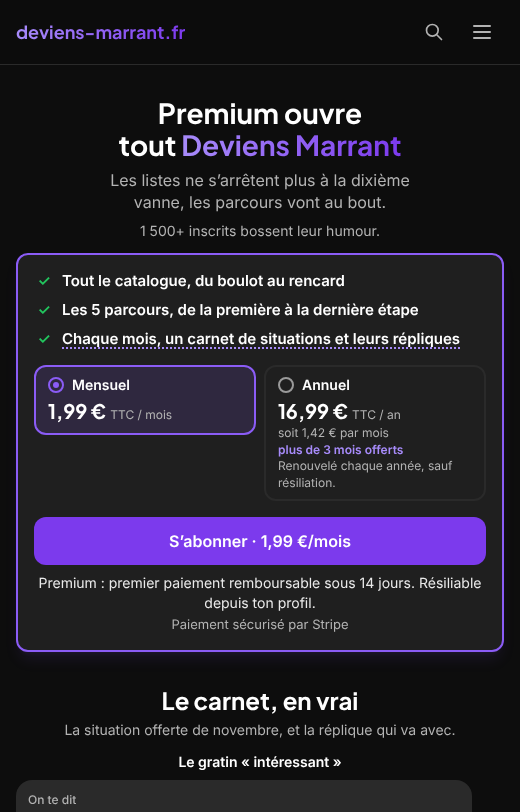 deviens-marrant.fr
Premium ouvre
tout Deviens Marrant
Les listes ne s’arrêtent plus à la dixième
vanne, les parcours vont au bout.
1 500+ inscrits bossent leur humour.
Tout le catalogue, du boulot au rencard
Les 5 parcours, de la première à la dernière étape
Chaque mois, un carnet de situations et leurs répliques
Mensuel
1,99 € TTC / mois
Annuel
16,99 € TTC / an
soit 1,42 € par mois
plus de 3 mois offerts
Renouvelé chaque année, sauf
résiliation.
S’abonner · 1,99 €/mois
Premium : premier paiement remboursable sous 14 jours. Résiliable
depuis ton profil.
Paiement sécurisé par Stripe
Le carnet, en vrai
La situation offerte de novembre, et la réplique qui va avec.
Le gratin « intéressant »
On te dit